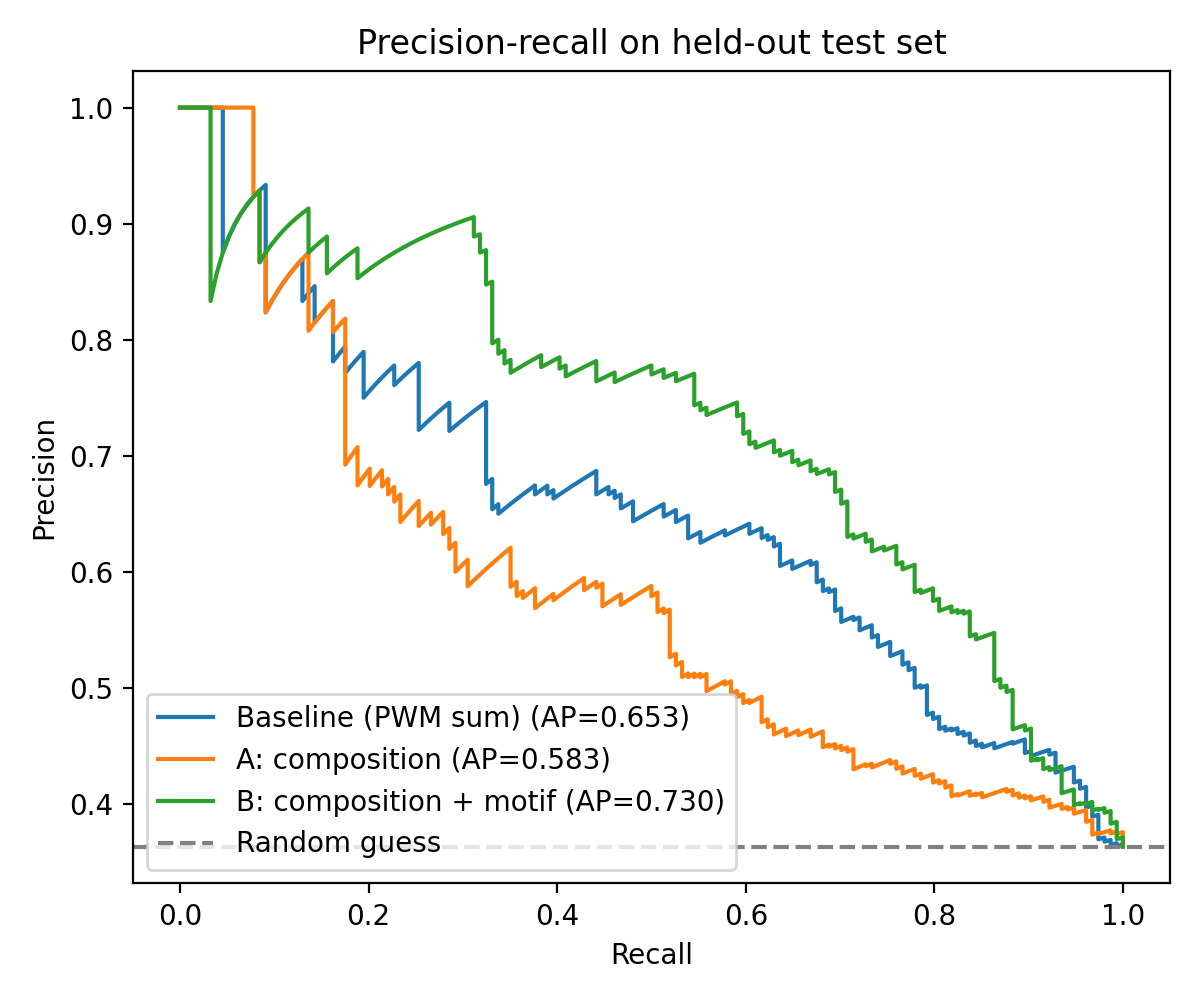 Precision-recall on held-out test set
Precision
1.0
0.9
0.8
0.7
0.6
0.5
0.4
Baseline (PWM sum) (AP=0.653)
A: composition (AP=0.583)
B: composition + motif (AP=0.730)
Random guess
0.0 0.2 0.4 0.6 0.8 1.0
Recall